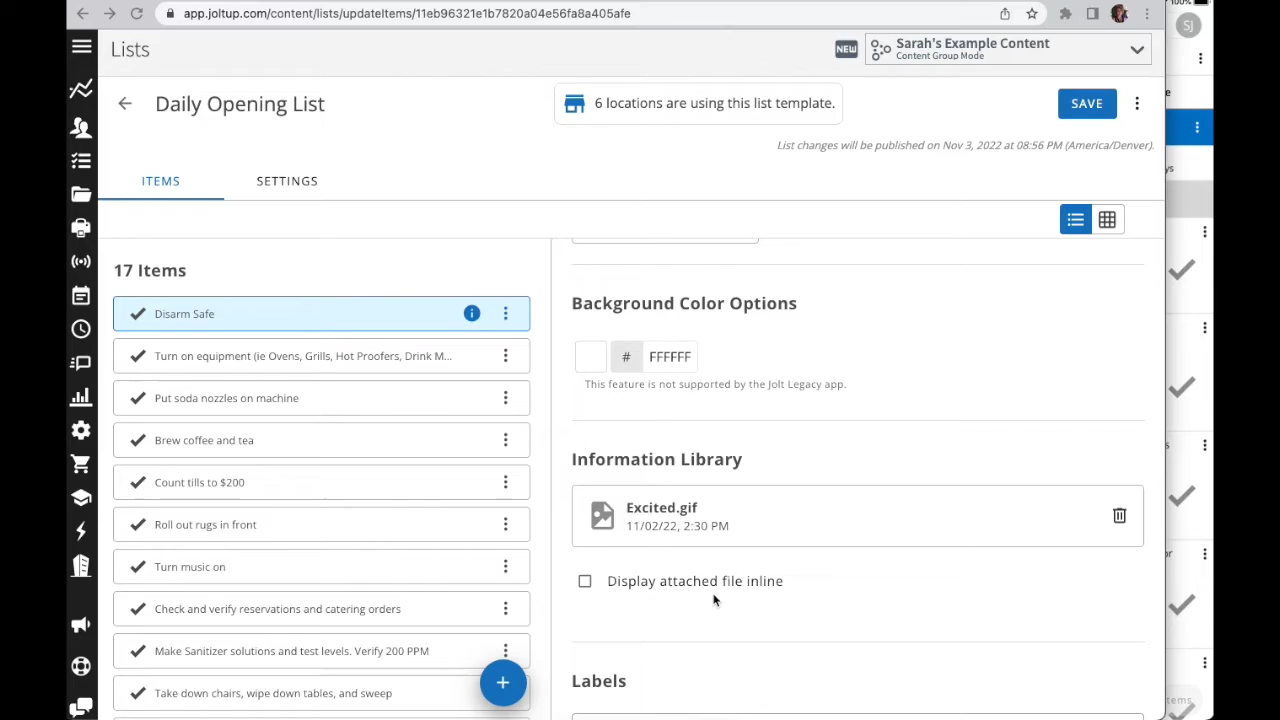 app.joltup.com/content/lists/updateItems/11eb96321e1b7820a04e56fa8a405afe
100%
SJ
Lists
NEW
Sarah's Example Content
Content Group Mode
Daily Opening List
6 locations are using this list template.
SAVE
List changes will be published on Nov 3, 2022 at 08:56 PM (America/Denver).
ITEMS
SETTINGS
17 Items
Disarm Safe
Turn on equipment (ie Ovens, Grills, Hot Proofers, Drink M...
Put soda nozzles on machine
Brew coffee and tea
Count tills to $200
Roll out rugs in front
Turn music on
Check and verify reservations and catering orders
Make Sanitizer solutions and test levels. Verify 200 PPM
Take down chairs, wipe down tables, and sweep
+
Background Color Options
# FFFFFF
This feature is not supported by the Jolt Legacy app.
Information Library
Excited.gif
11/02/22, 2:30 PM
Display attached file inline
Labels